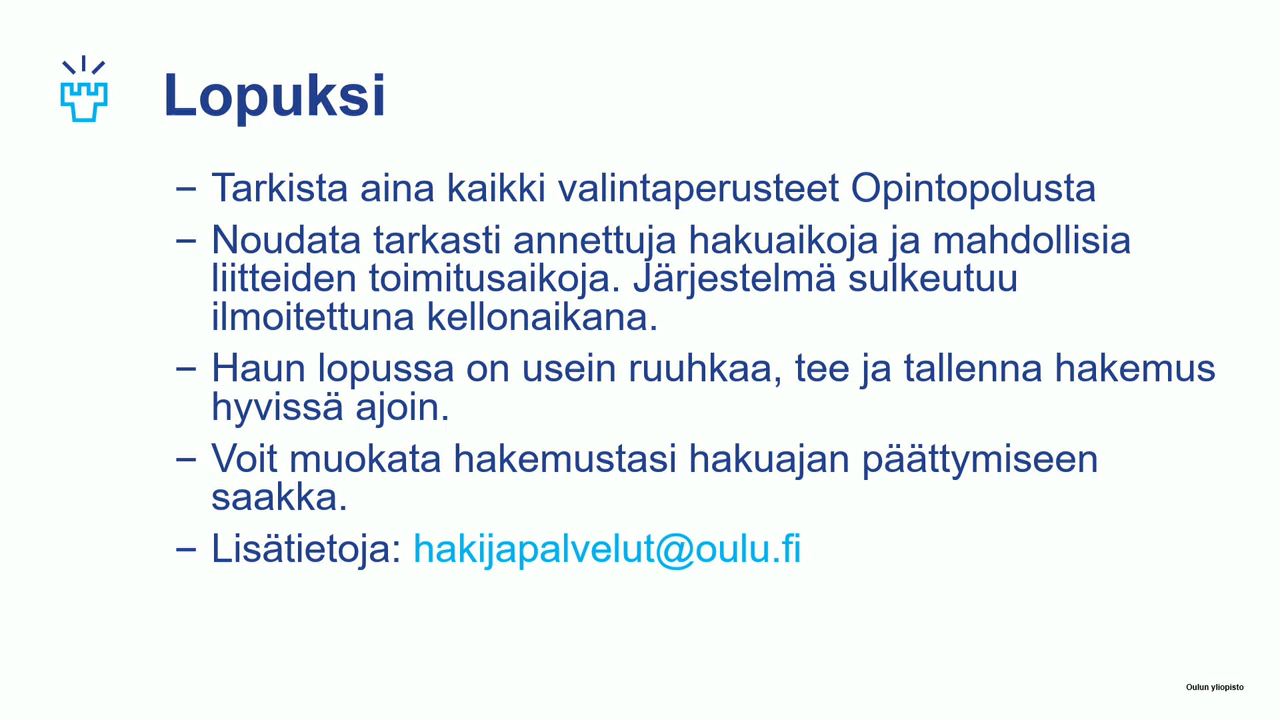 Lopuksi
– Tarkista aina kaikki valintaperusteet Opintopolusta
– Noudata tarkasti annettuja hakuaikoja ja mahdollisia
liitteiden toimitusaikoja. Järjestelmä sulkeutuu
ilmoitettuna kellonaikana.
– Haun lopussa on usein ruuhkaa, tee ja tallenna hakemus
hyvissä ajoin.
– Voit muokata hakemustasi hakuajan päättymiseen
saakka.
– Lisätietoja: hakijapalvelut@oulu.fi
Oulun yliopisto